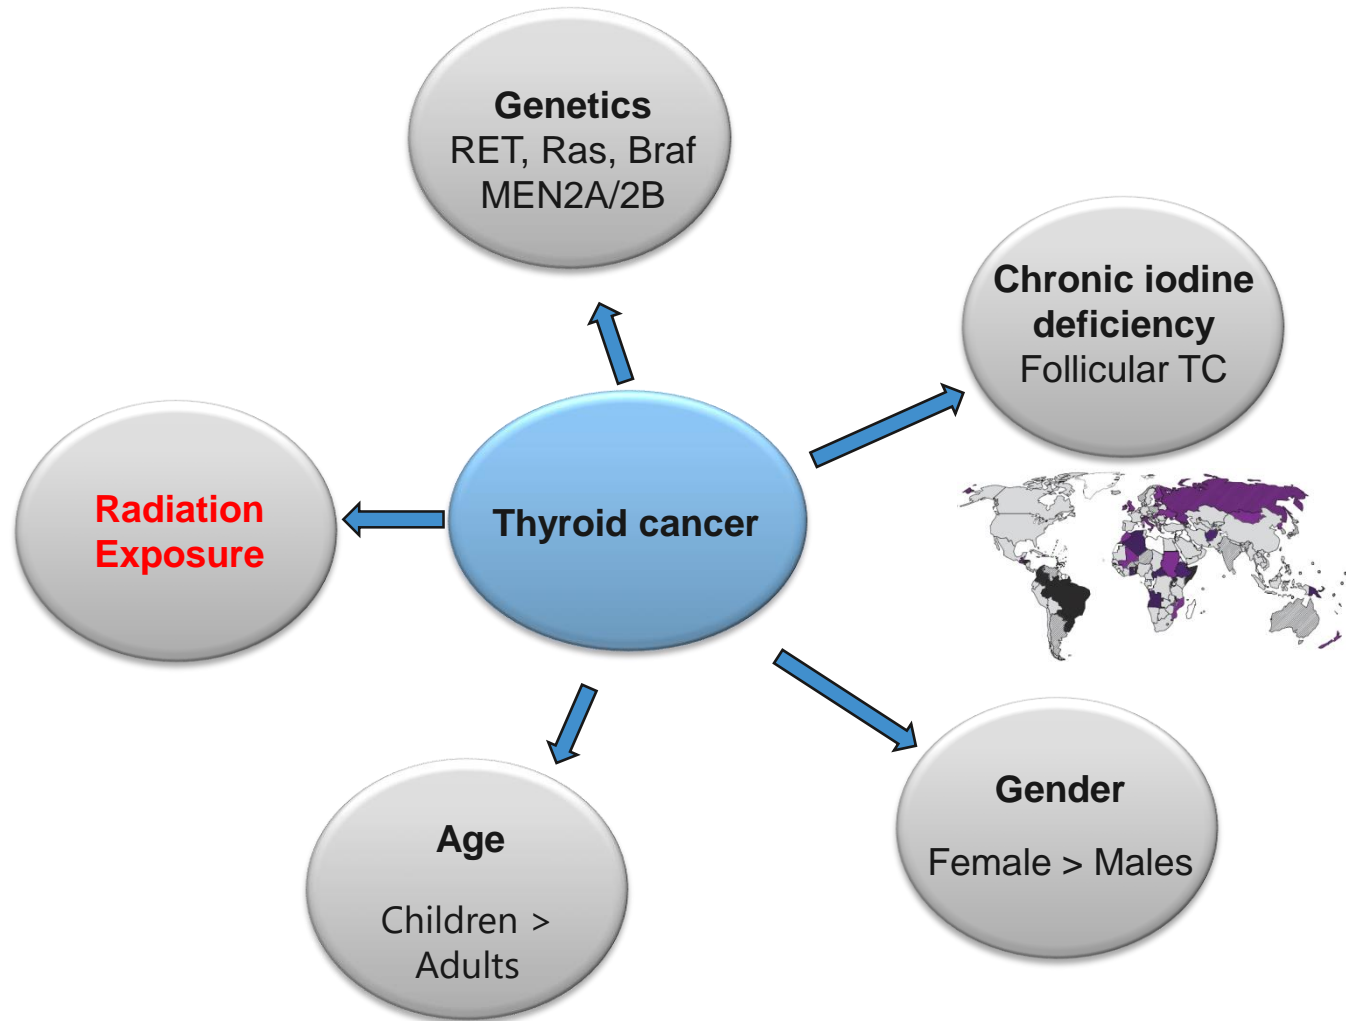 Genetics
RET, Ras, Braf
MEN2A/2B
Chronic iodine
deficiency
Follicular TC
Radiation
Exposure
Thyroid cancer
Gender
Female > Males
Age
Children >
Adults